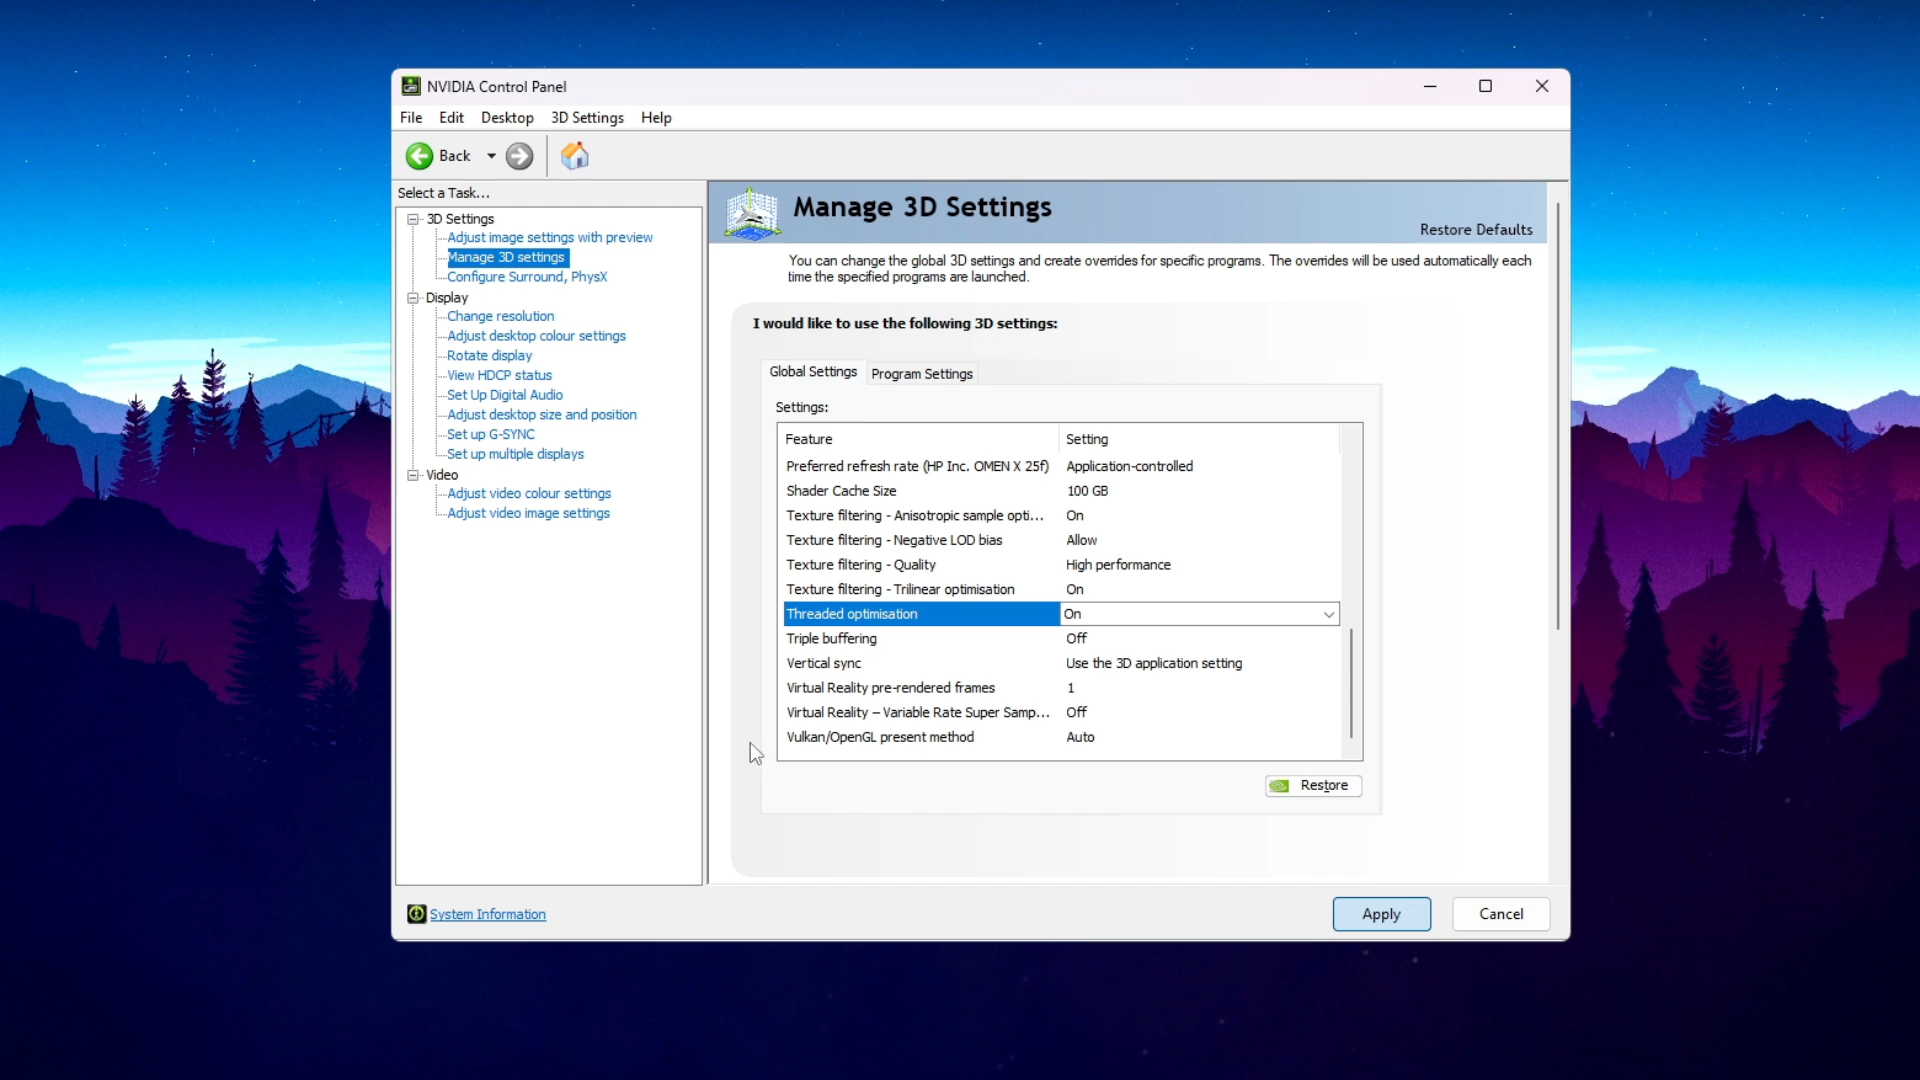 NVIDIA Control Panel
File Edit Desktop 3D Settings Help
Back
Select a Task...
3D Settings
Adjust image settings with preview
Manage 3D settings
Configure Surround, PhysX
Display
Change resolution
Adjust desktop colour settings
Rotate display
View HDCP status
Set Up Digital Audio
Adjust desktop size and position
Set up G-SYNC
Set up multiple displays
Video
Adjust video colour settings
Adjust video image settings
System Information
Manage 3D Settings
Restore Defaults
You can change the global 3D settings and create overrides for specific programs. The overrides will be used automatically each
time the specified programs are launched.
I would like to use the following 3D settings:
Global Settings Program Settings
Settings:
Feature Setting
Preferred refresh rate (HP Inc. OMEN X 25f) Application-controlled
Shader Cache Size 100 GB
Texture filtering - Anisotropic sample opti... On
Texture filtering - Negative LOD bias Allow
Texture filtering - Quality High performance
Texture filtering - Trilinear optimisation On
Threaded optimisation On
Triple buffering Off
Vertical sync Use the 3D application setting
Virtual Reality pre-rendered frames 1
Virtual Reality – Variable Rate Super Samp... Off
Vulkan/OpenGL present method Auto
Restore
Apply Cancel